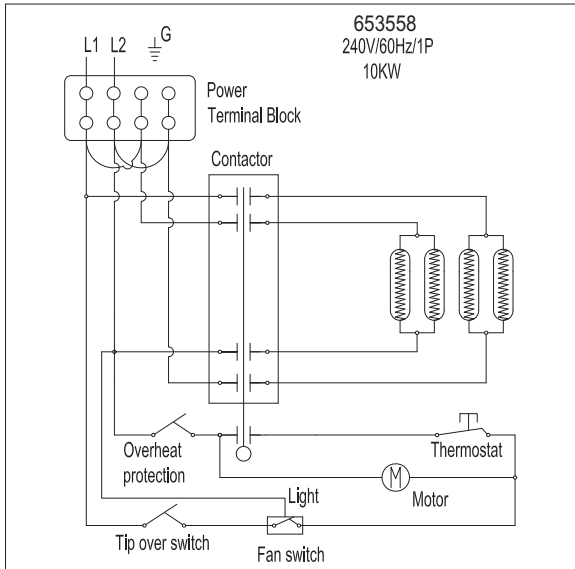 653558
240V/60Hz/1P
10KW
L1 L2 G
Power
Terminal Block
Contactor
Overheat
protection
Thermostat
M
Motor
Light
Tip over switch
Fan switch